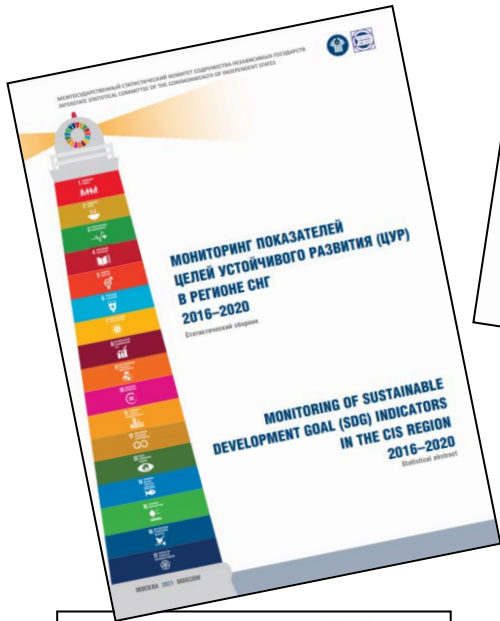 МЕЖГОСУДАРСТВЕННЫЙ СТАТИСТИЧЕСКИЙ КОМИТЕТ СОДРУЖЕСТВА НЕЗАВИСИМЫХ ГОСУДАРСТВ
INTERSTATE STATISTICAL COMMITTEE OF THE COMMONWEALTH OF INDEPENDENT STATES
МОНИТОРИНГ ПОКАЗАТЕЛЕЙ
ЦЕЛЕЙ УСТОЙЧИВОГО РАЗВИТИЯ (ЦУР)
В РЕГИОНЕ СНГ
2016–2020
Статистический сборник
MONITORING OF SUSTAINABLE
DEVELOPMENT GOAL (SDG) INDICATORS
IN THE CIS REGION
2016–2020
Statistical abstract
МОСКВА 2021 MOSCOW